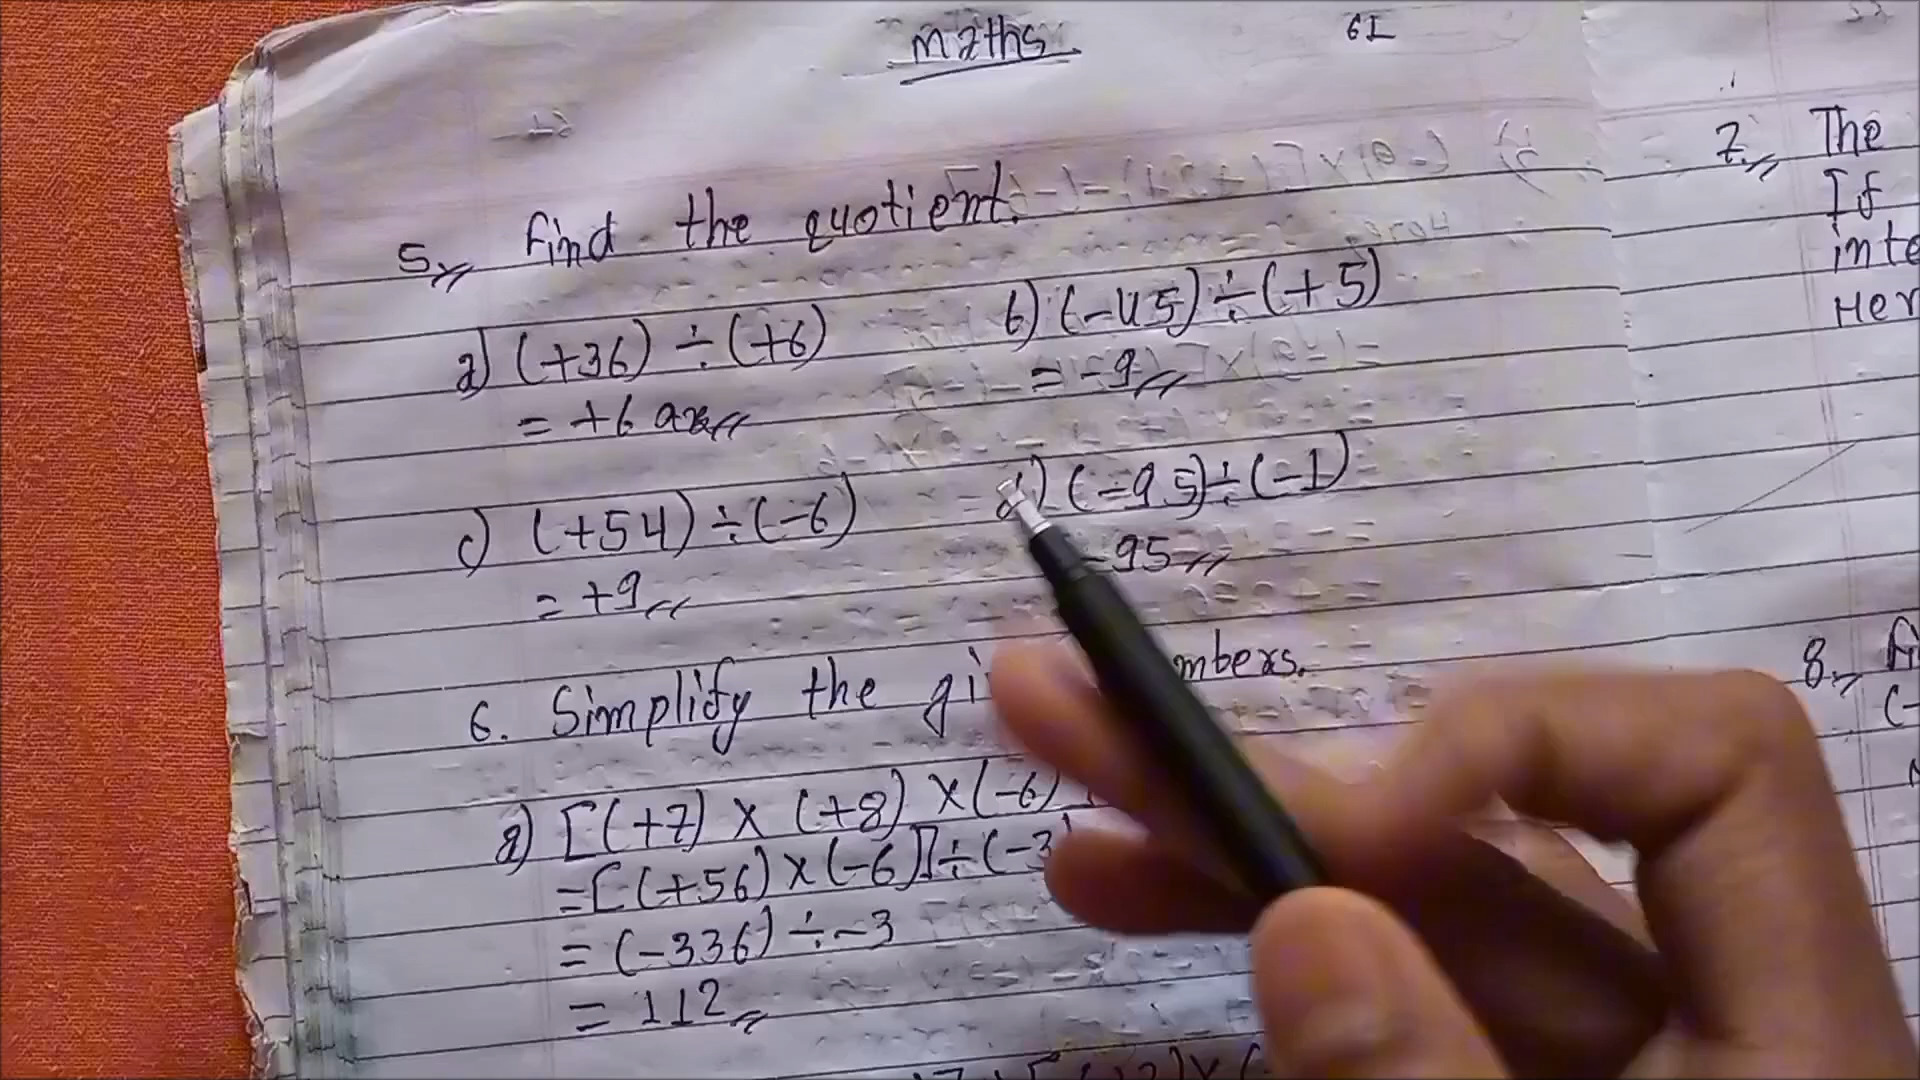 maths 61
5. Find the quotient.
a) (+36) ÷ (+6) b) (-45) ÷ (+5)
= +6 = -9
c) (+54) ÷ (-6) d) (-95) ÷ (-1)
= +9 -95
6. Simplify the gi mbers.
a) [(+7) × (+8) × (-6)
= [(+56) × (-6)] ÷ (-3)
= (-336) ÷ -3
= 112
7. The
If
inte
Her
8. Fi
(-